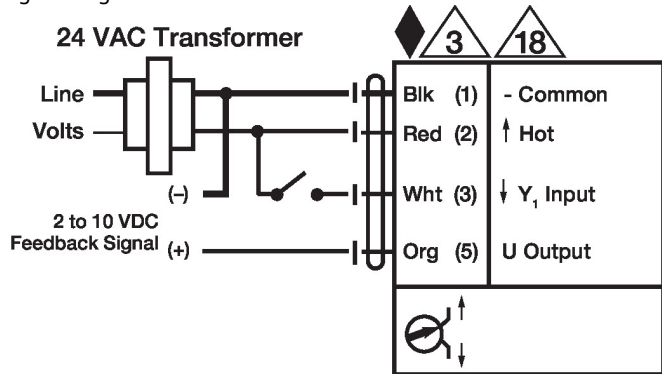 24 VAC Transformer
3
18
Line
Volts
Blk (1) - Common
Red (2) ↑ Hot
(–)
Wht (3) ↓ Y₁ Input
2 to 10 VDC
Feedback Signal (+)
Org (5) U Output